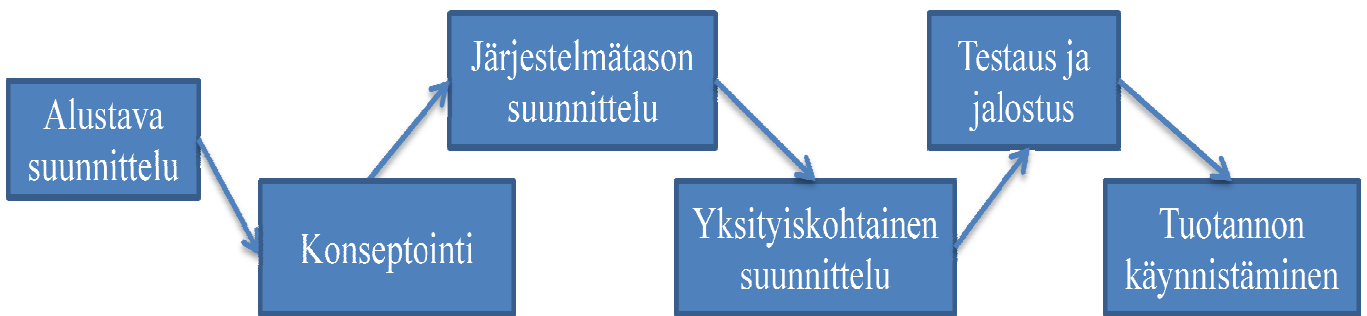 Alustava
suunnittelu
Konseptointi
Järjestelmätason
suunnittelu
Yksityiskohtainen
suunnittelu
Testaus ja
jalostus
Tuotannon
käynnistäminen